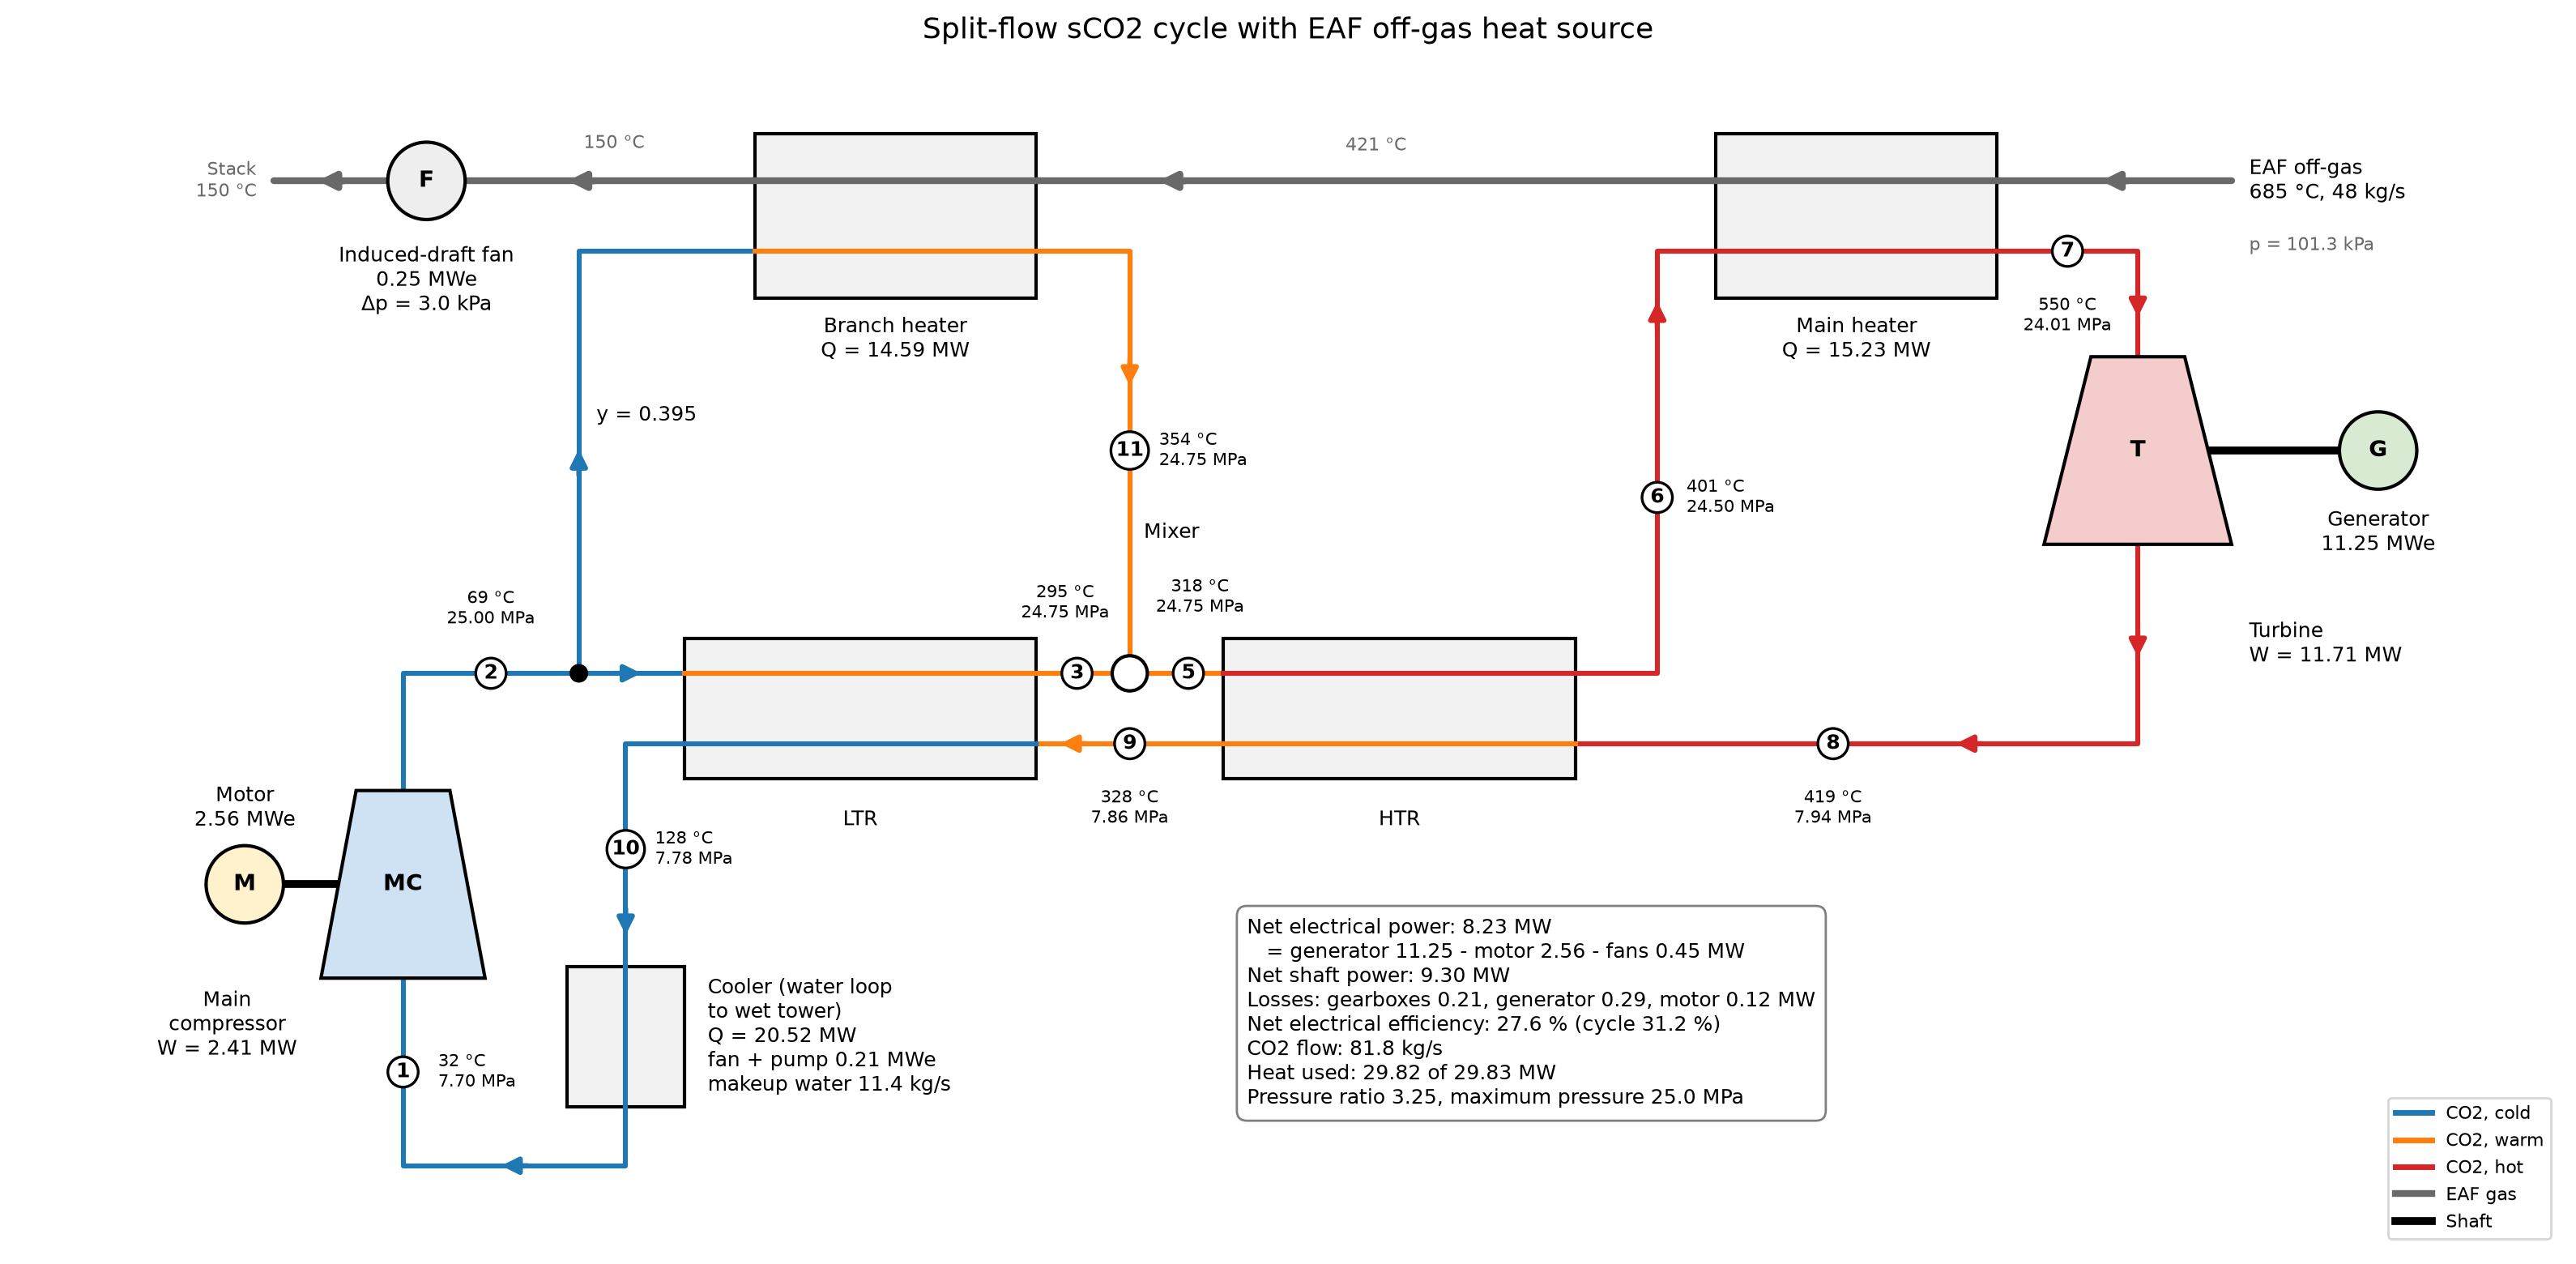 Split-flow sCO2 cycle with EAF off-gas heat source
Stack
150 °C
F
150 °C
421 °C
EAF off-gas
685 °C, 48 kg/s
p = 101.3 kPa
Induced-draft fan
0.25 MWe
Δp = 3.0 kPa
Branch heater
Q = 14.59 MW
Main heater
Q = 15.23 MW
7
550 °C
24.01 MPa
y = 0.395
11
354 °C
24.75 MPa
6
401 °C
24.50 MPa
T
G
Generator
11.25 MWe
Mixer
69 °C
25.00 MPa
295 °C
24.75 MPa
318 °C
24.75 MPa
Turbine
W = 11.71 MW
2
3
5
9
8
328 °C
7.86 MPa
419 °C
7.94 MPa
LTR
HTR
Motor
2.56 MWe
M
MC
10
128 °C
7.78 MPa
Main
compressor
W = 2.41 MW
1
32 °C
7.70 MPa
Cooler (water loop
to wet tower)
Q = 20.52 MW
fan + pump 0.21 MWe
makeup water 11.4 kg/s
Net electrical power: 8.23 MW
= generator 11.25 - motor 2.56 - fans 0.45 MW
Net shaft power: 9.30 MW
Losses: gearboxes 0.21, generator 0.29, motor 0.12 MW
Net electrical efficiency: 27.6 % (cycle 31.2 %)
CO2 flow: 81.8 kg/s
Heat used: 29.82 of 29.83 MW
Pressure ratio 3.25, maximum pressure 25.0 MPa
CO2, cold
CO2, warm
CO2, hot
EAF gas
Shaft